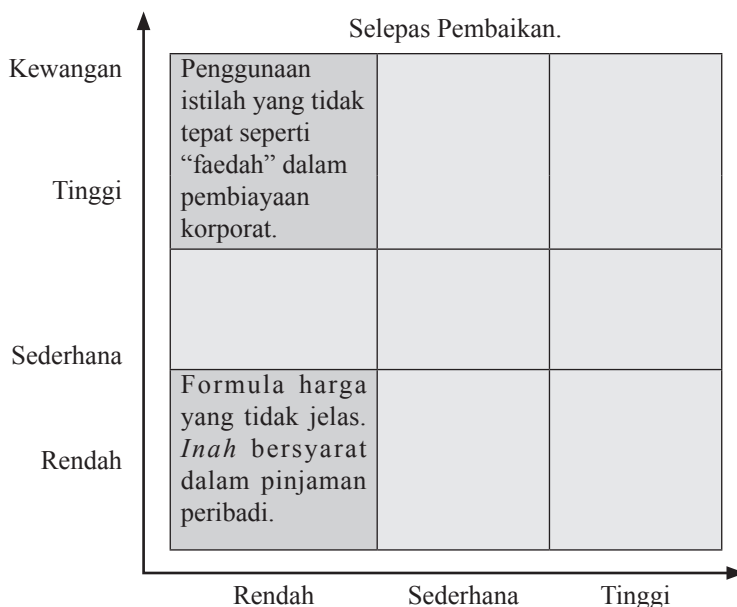 Selepas Pembaikan.
Kewangan
Penggunaan
istilah yang tidak
tepat seperti
“faedah” dalam
pembiayaan
korporat.
Tinggi
Sederhana
Formula harga
yang tidak jelas.
Inah bersyarat
dalam pinjaman
peribadi.
Rendah
Rendah Sederhana Tinggi